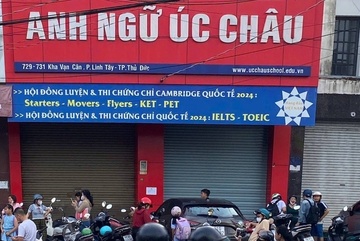 ANH NGỮ ÚC CHÂU
729-731 Kha Vạn Cân - P.Linh Tây - TP.Thủ Đức
www.ucchauschool.edu.vn
>> HỘI ĐỒNG LUYỆN & THI CHỨNG CHỈ CAMBRIDGE QUỐC TẾ 2024 :
Starters - Movers - Flyers - KET - PET
>> HỘI ĐỒNG LUYỆN & THI CHỨNG CHỈ QUỐC TẾ 2024 : IELTS - TOEIC